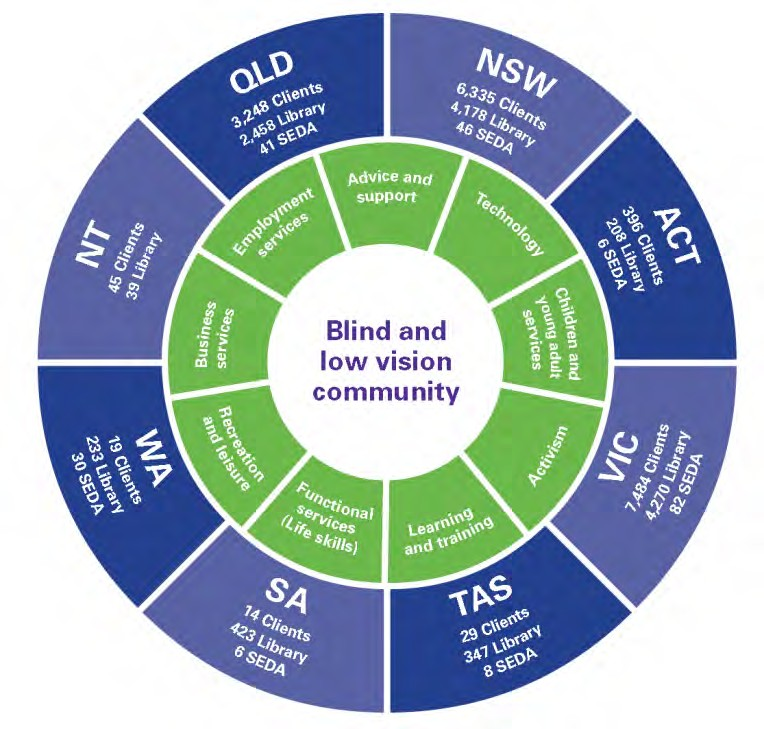 QLD
3,248 Clients
2,458 Library
41 SEDA
NSW
6,335 Clients
4,178 Library
46 SEDA
ACT
396 Clients
208 Library
6 SEDA
VIC
7,484 Clients
4,270 Library
82 SEDA
TAS
29 Clients
347 Library
8 SEDA
SA
14 Clients
423 Library
6 SEDA
WA
19 Clients
233 Library
30 SEDA
NT
45 Clients
39 Library
Advice and
support
Technology
Children and
young adult
services
Activism
Learning
and training
Functional
services
(Life skills)
Recreation
and leisure
Business
services
Employment
services
Blind and
low vision
community